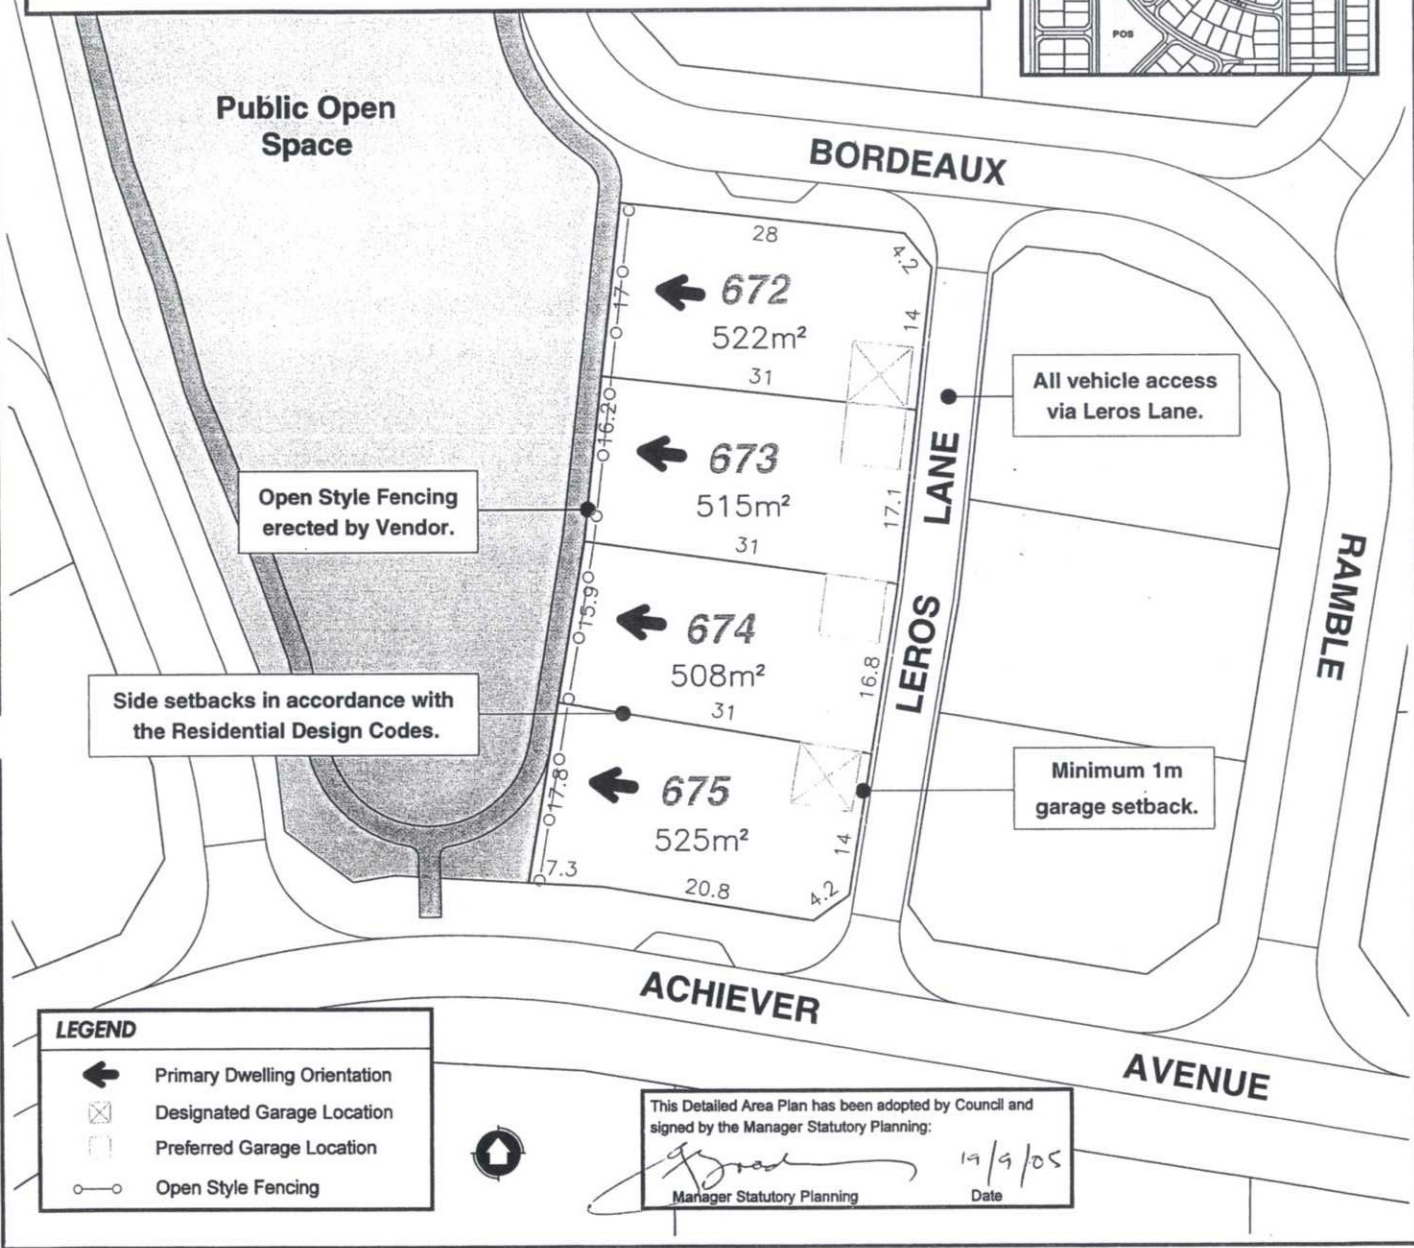 POS
Public Open
Space
BORDEAUX
28
4.2
672
522m²
17
14
31
All vehicle access
via Leros Lane.
16.2
673
515m²
LANE
17.1
Open Style Fencing
erected by Vendor.
31
RAMBLE
15.9
674
508m²
LEROS
16.8
Side setbacks in accordance with
the Residential Design Codes.
31
17.8
675
525m²
Minimum 1m
garage setback.
14
7.3
20.8
4.2
ACHIEVER
AVENUE
LEGEND
Primary Dwelling Orientation
Designated Garage Location
Preferred Garage Location
Open Style Fencing
This Detailed Area Plan has been adopted by Council and
signed by the Manager Statutory Planning:
19/9/05
Manager Statutory Planning
Date